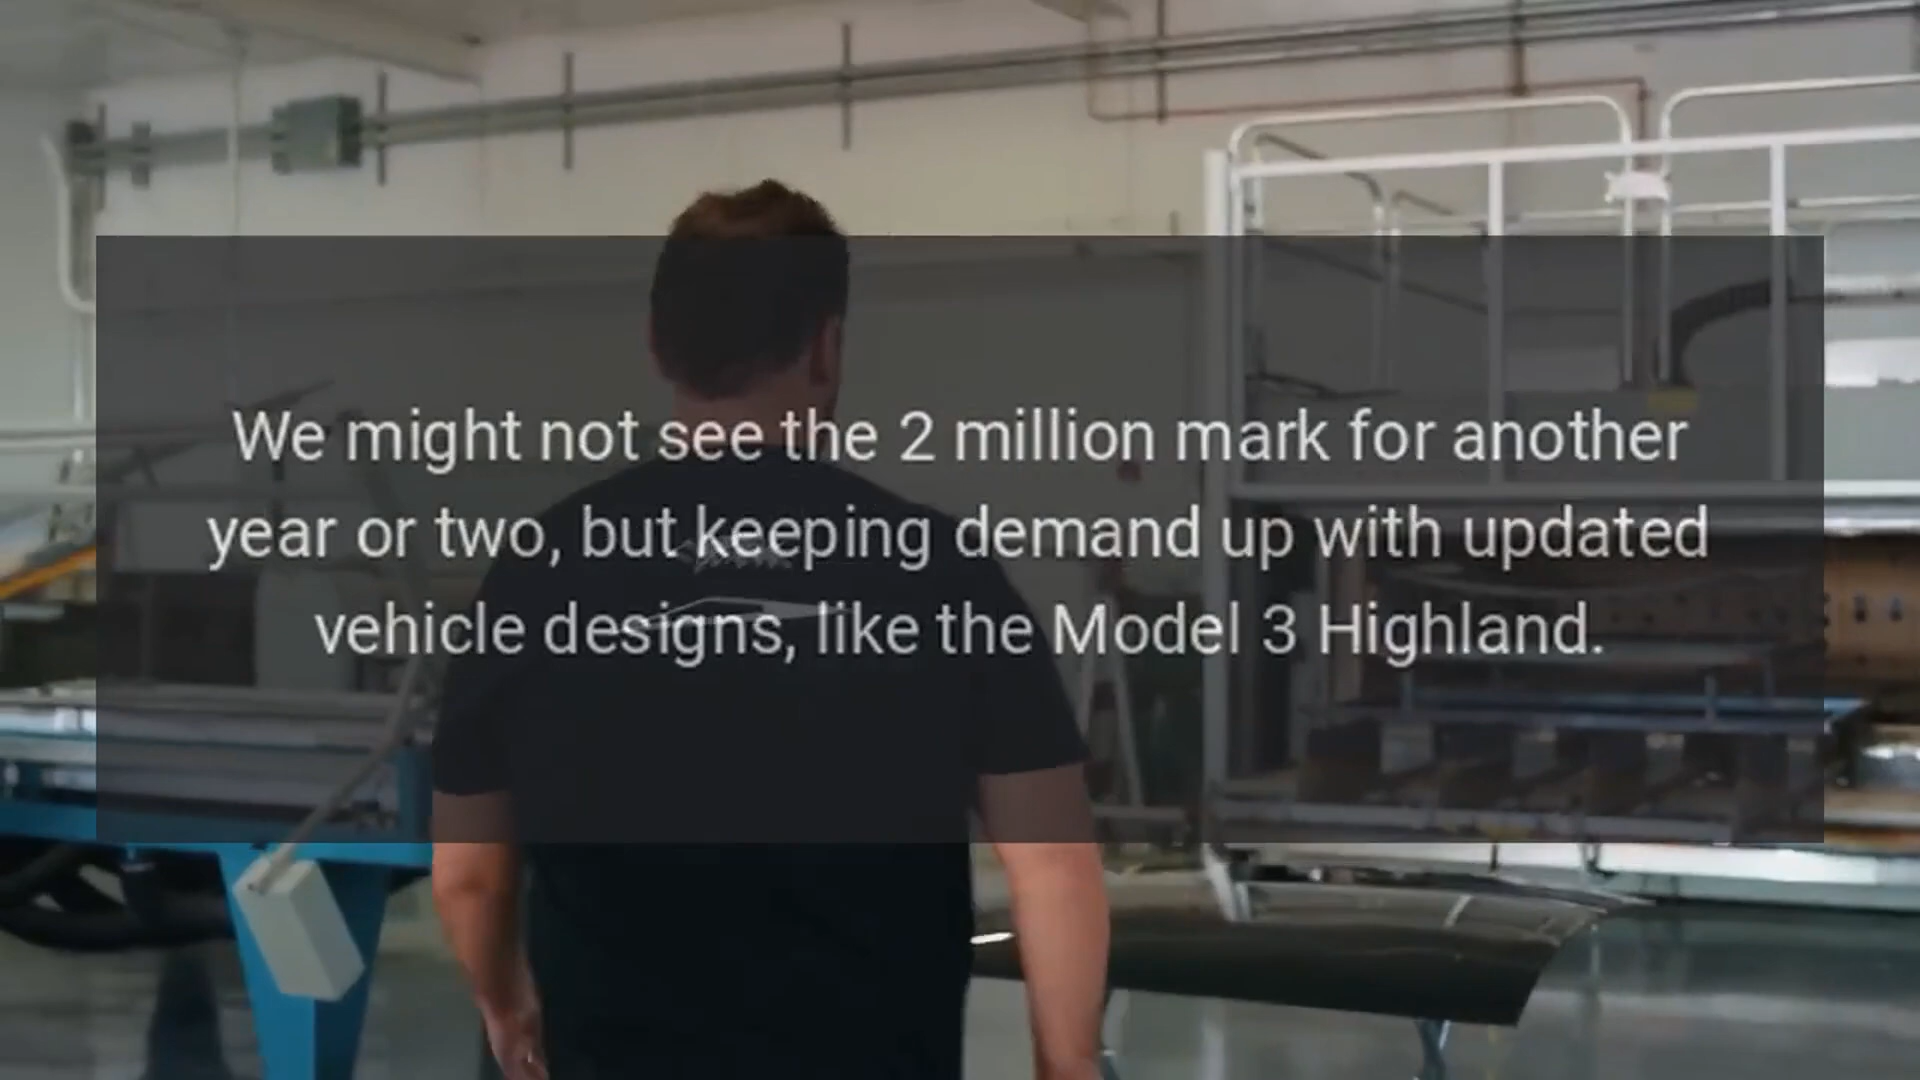 We might not see the 2 million mark for another
year or two, but keeping demand up with updated
vehicle designs, like the Model 3 Highland.